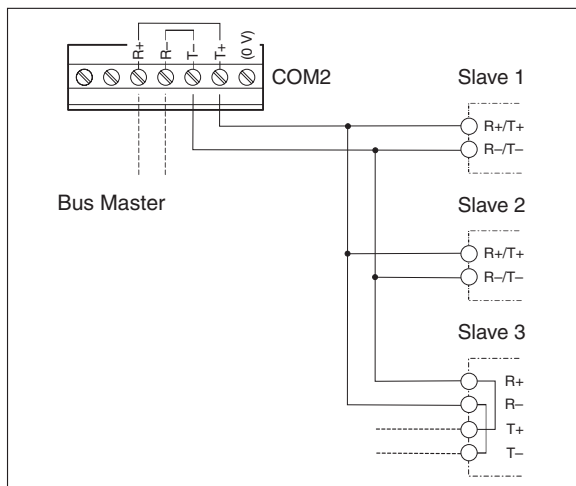 R+
R–
T–
T+
(0 V)
COM2
Bus Master
Slave 1
R+/T+
R–/T–
Slave 2
R+/T+
R–/T–
Slave 3
R+
R–
T+
T–